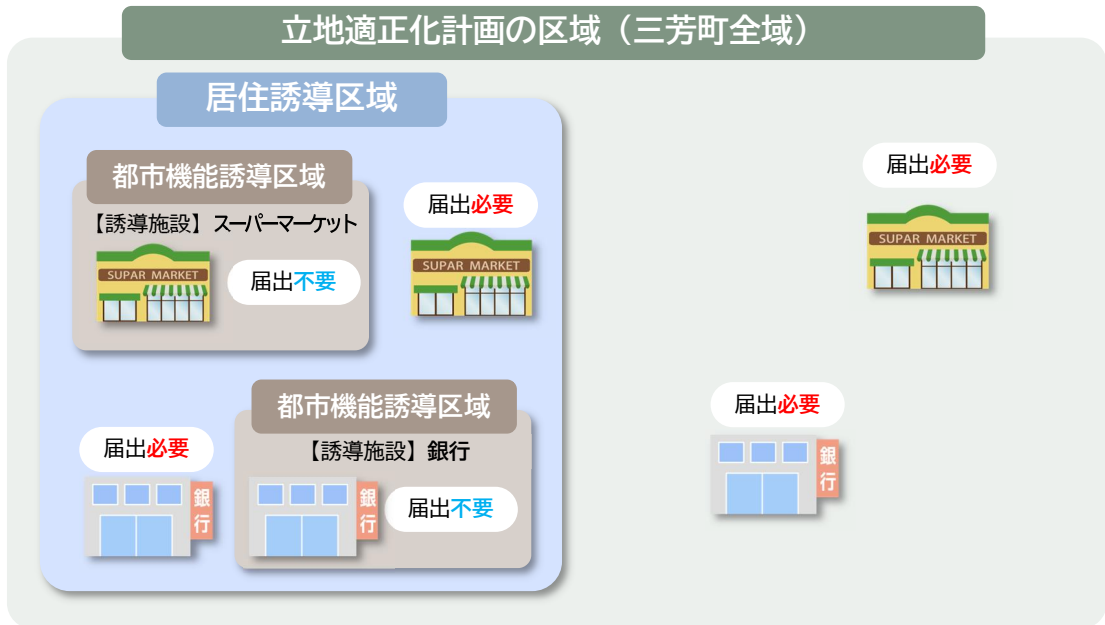 立地適正化計画の区域（三芳町全域）
居住誘導区域
都市機能誘導区域
【誘導施設】スーパーマーケット
SUPAR MARKET
届出不要
届出必要
SUPAR MARKET
届出必要
SUPAR MARKET
届出必要
銀行
都市機能誘導区域
【誘導施設】銀行
銀行
届出不要
届出必要
銀行